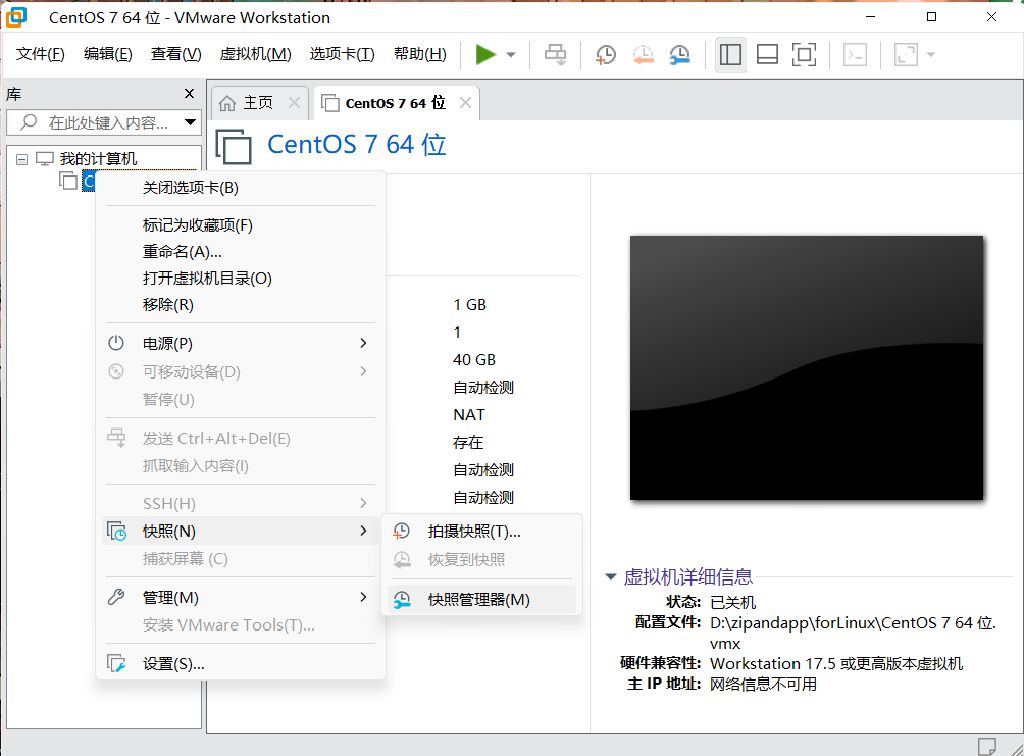 CentOS 7 64 位 - VMware Workstation
文件(F) 编辑(E) 查看(V) 虚拟机(M) 选项卡(T) 帮助(H)
库
主页
CentOS 7 64 位
在此处键入内容...
CentOS 7 64 位
我的计算机
C
关闭选项卡(B)
标记为收藏项(F)
重命名(A)...
打开虚拟机目录(O)
移除(R)
电源(P)
可移动设备(D)
暂停(U)
发送 Ctrl+Alt+Del(E)
抓取输入内容(I)
SSH(H)
快照(N)
捕获屏幕 (C)
管理(M)
安装 VMware Tools(T)...
设置(S)...
1 GB
1
40 GB
自动检测
NAT
存在
自动检测
自动检测
拍摄快照(T)...
恢复到快照
快照管理器(M)
虚拟机详细信息
状态: 已关机
配置文件: D:\zipandapp\forLinux\CentOS 7 64 位.
vmx
硬件兼容性: Workstation 17.5 或更高版本虚拟机
主 IP 地址: 网络信息不可用